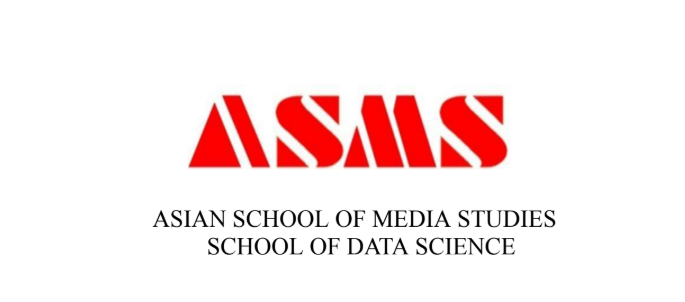 ASMS
ASIAN SCHOOL OF MEDIA STUDIES
SCHOOL OF DATA SCIENCE